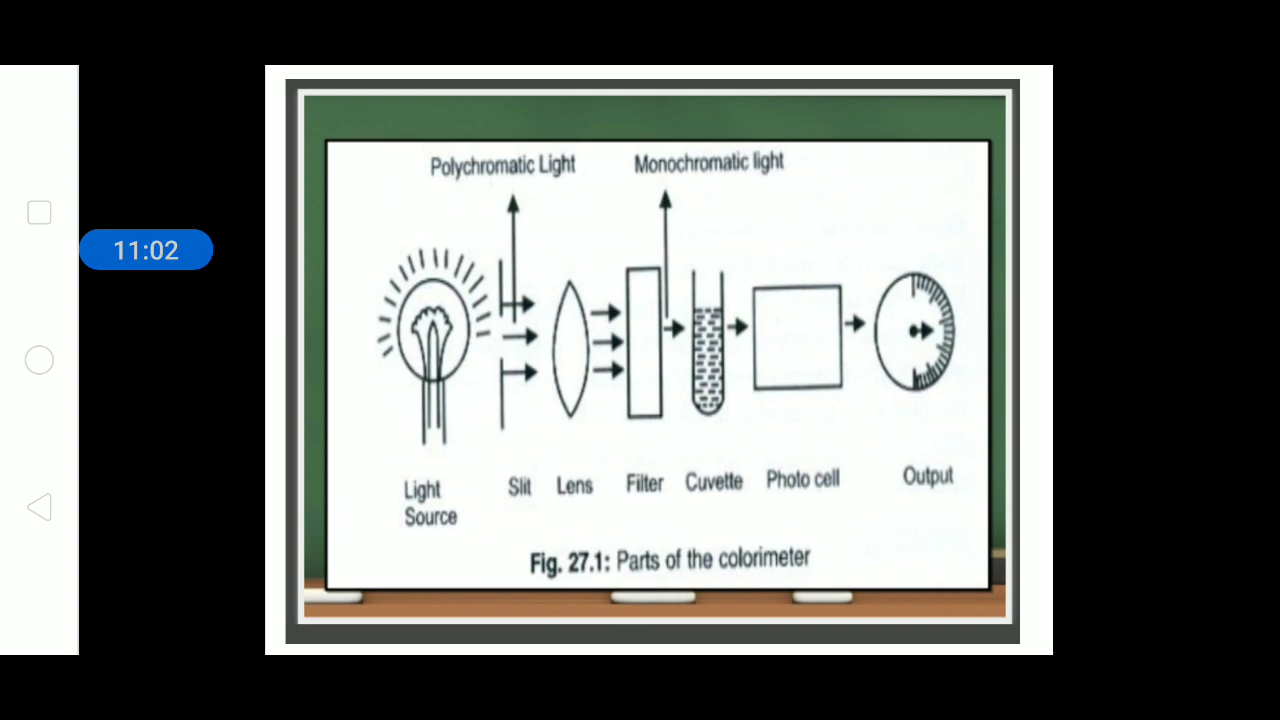 11:02
Polychromatic Light
Monochromatic light
Light
Source
Slit
Lens
Filter
Cuvette
Photo cell
Output
Fig. 27.1: Parts of the colorimeter